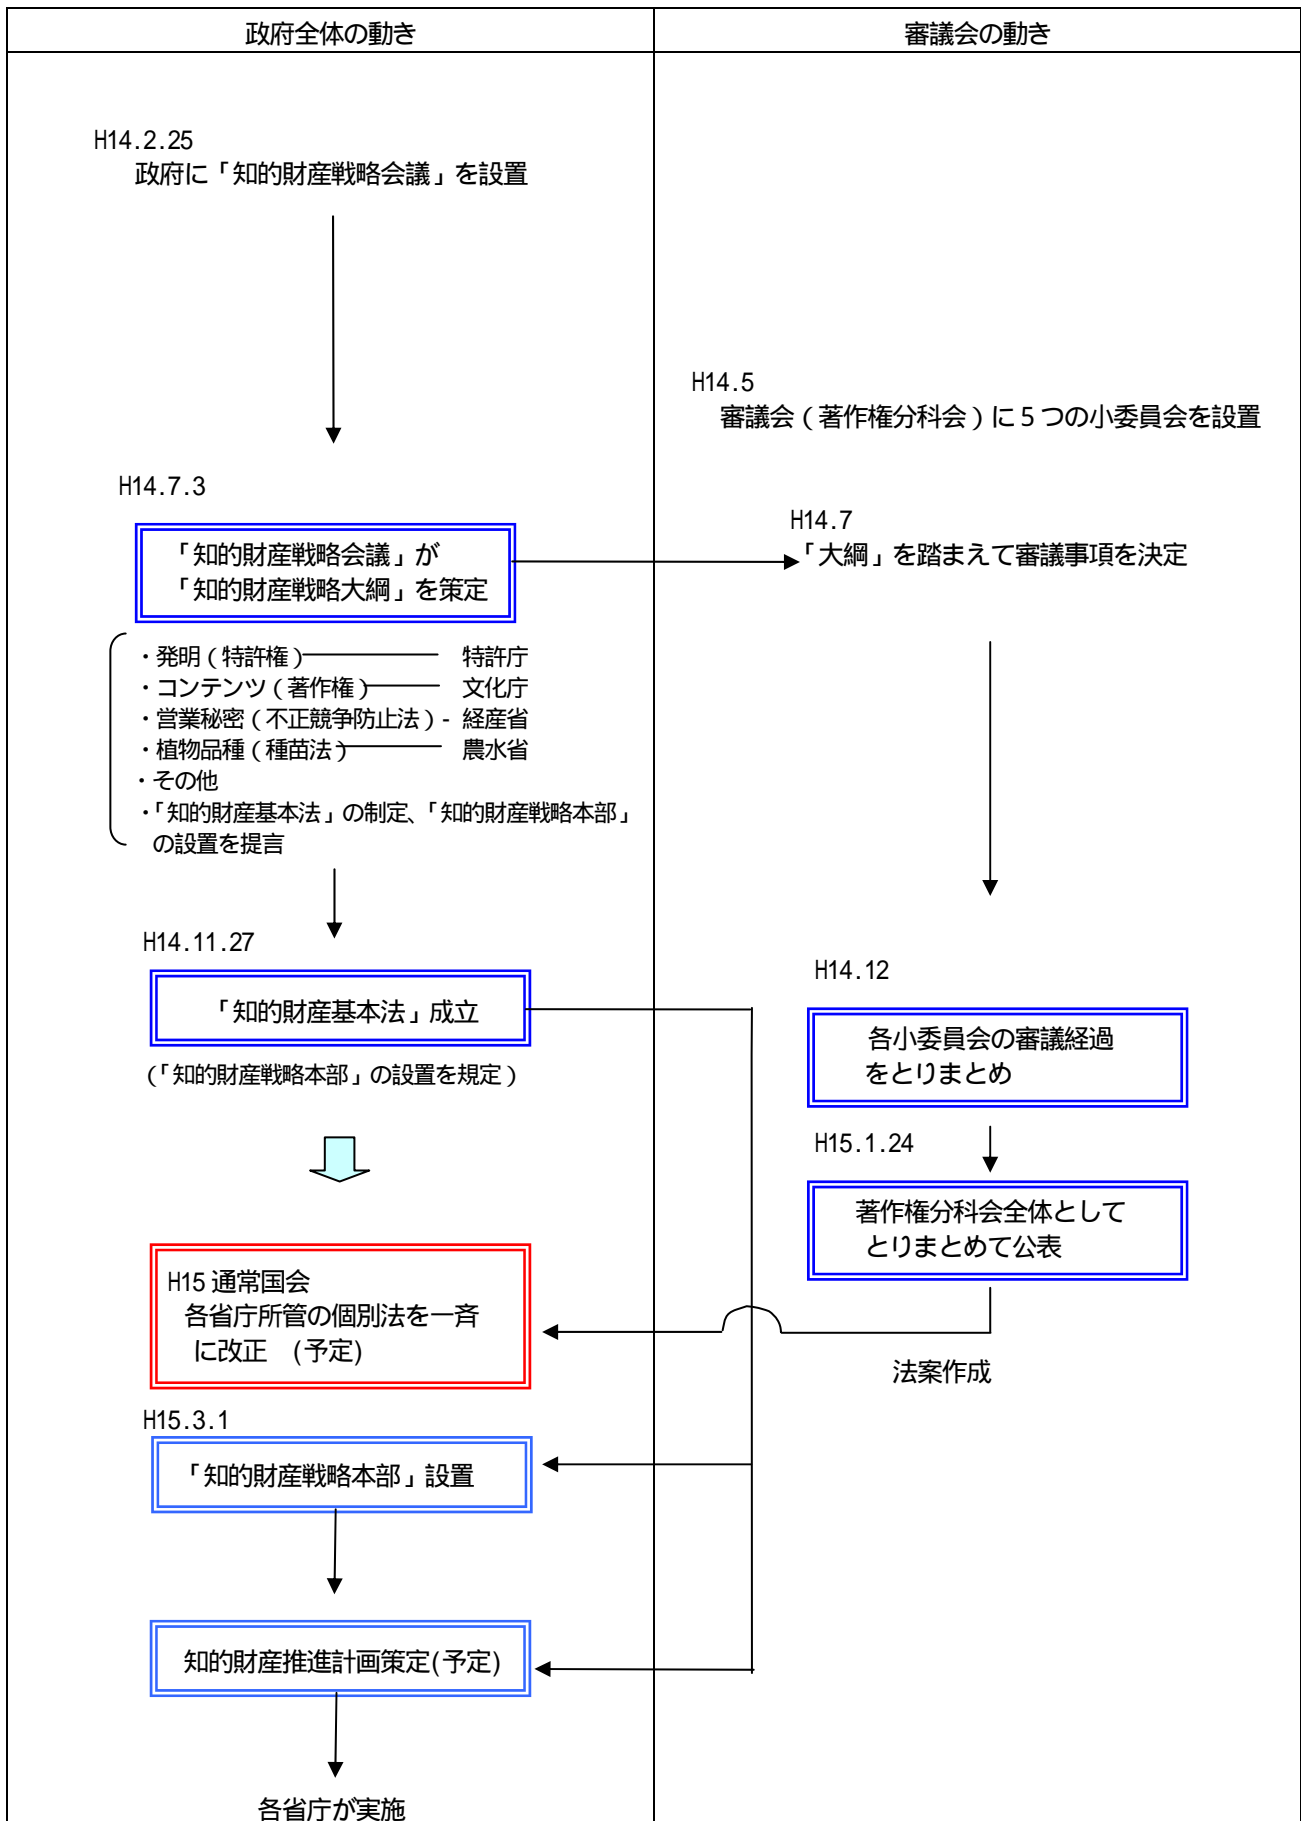 政府全体の動き
審議会の動き
H14.2.25
政府に「知的財産戦略会議」を設置
H14.5
審議会(著作権分科会)に5つの小委員会を設置
H14.7.3
「知的財産戦略会議」が
「知的財産戦略大綱」を策定
H14.7
「大綱」を踏まえて審議事項を決定
・発明(特許権) 特許庁
・コンテンツ(著作権) 文化庁
・営業秘密(不正競争防止法)- 経産省
・植物品種(種苗法) 農水省
・その他
・「知的財産基本法」の制定、「知的財産戦略本部」
の設置を提言
H14.11.27
「知的財産基本法」成立
(「知的財産戦略本部」の設置を規定)
H14.12
各小委員会の審議経過
をとりまとめ
H15.1.24
著作権分科会全体として
とりまとめて公表
H15 通常国会
各省庁所管の個別法を一斉
に改正 (予定)
法案作成
H15.3.1
「知的財産戦略本部」設置
知的財産推進計画策定(予定)
各省庁が実施